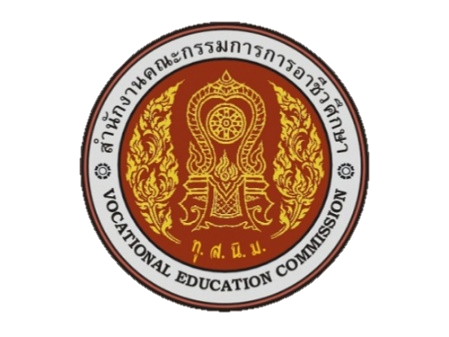 สำนักงานคณะกรรมการการอาชีวศึกษา
ทุ. ส. นิ. ม.
VOCATIONAL EDUCATION COMMISSION